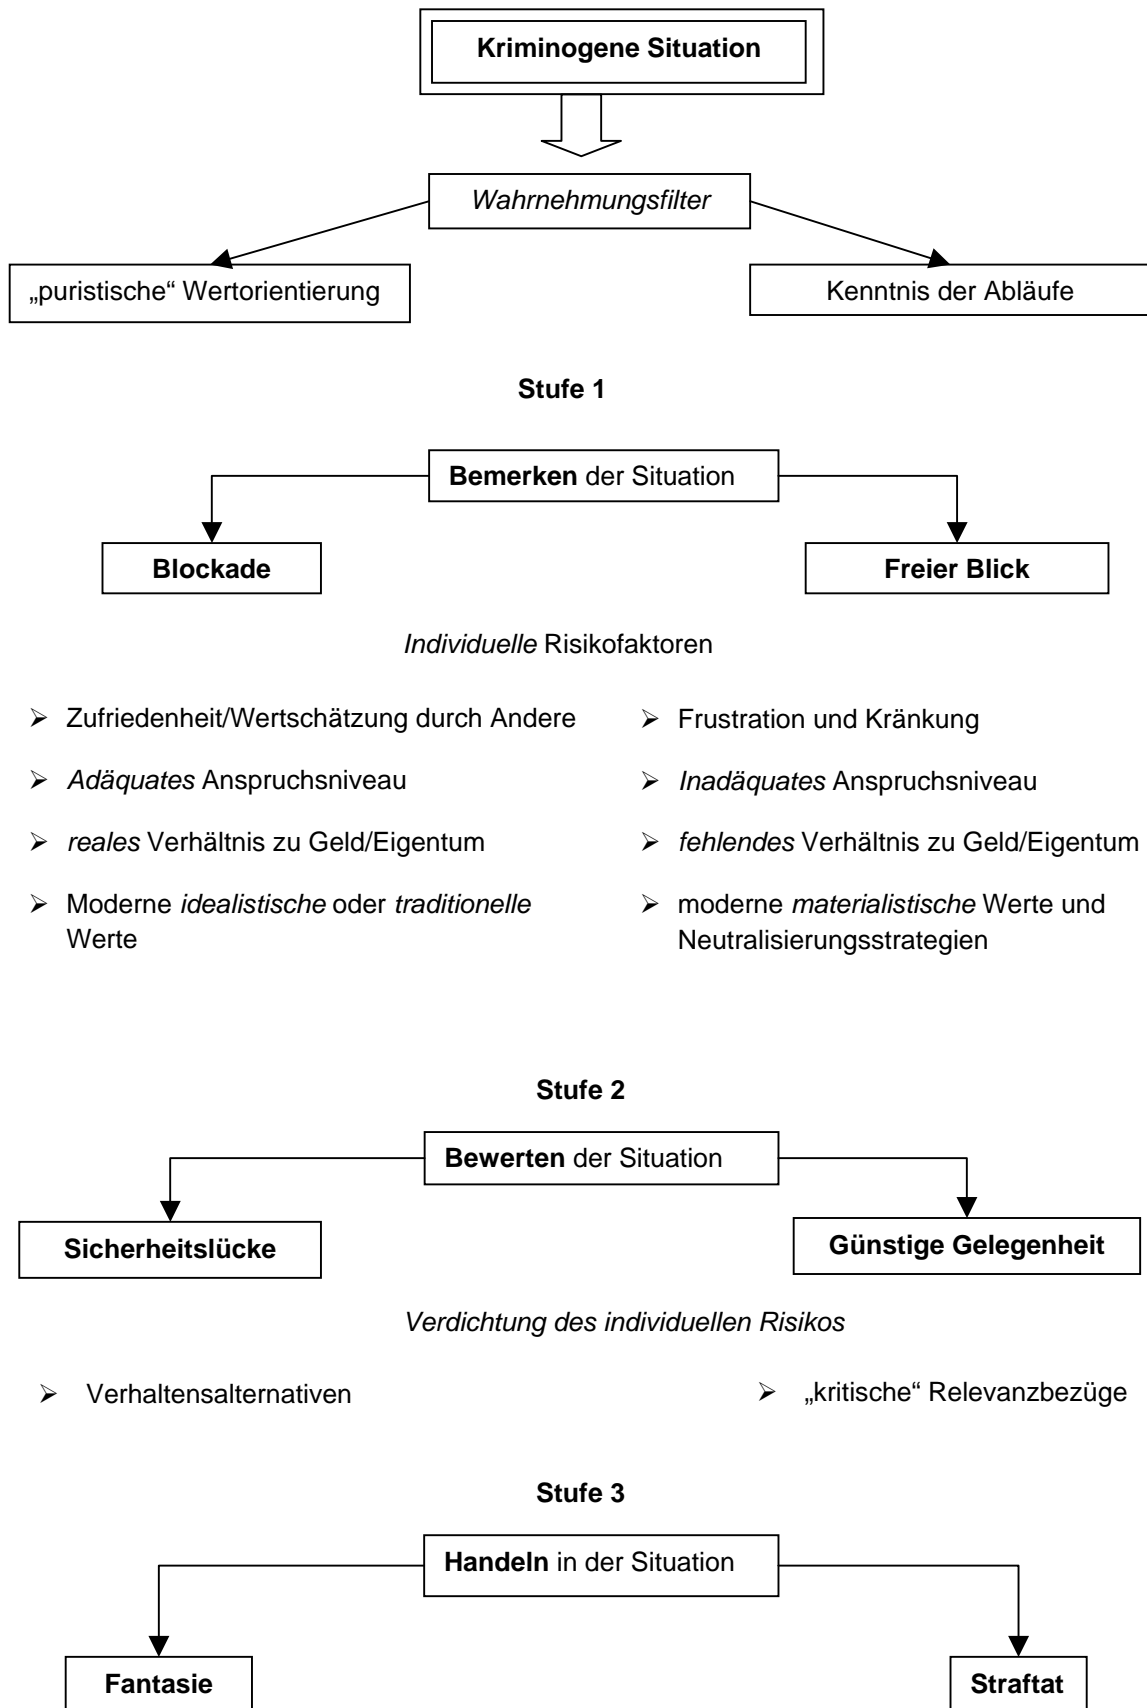 Kriminogene Situation
Wahrnehmungsfilter
„puristische“ Wertorientierung
Kenntnis der Abläufe
Stufe 1
Bemerken der Situation
Blockade
Freier Blick
Individuelle Risikofaktoren
➢ Zufriedenheit/Wertschätzung durch Andere
➢ Frustration und Kränkung
➢ Adäquates Anspruchsniveau
➢ Inadäquates Anspruchsniveau
➢ reales Verhältnis zu Geld/Eigentum
➢ fehlendes Verhältnis zu Geld/Eigentum
➢ Moderne idealistische oder traditionelle
Werte
➢ moderne materialistische Werte und
Neutralisierungsstrategien
Stufe 2
Bewerten der Situation
Sicherheitslücke
Günstige Gelegenheit
Verdichtung des individuellen Risikos
➢ Verhaltensalternativen
➢ „kritische“ Relevanzbezüge
Stufe 3
Handeln in der Situation
Fantasie
Straftat